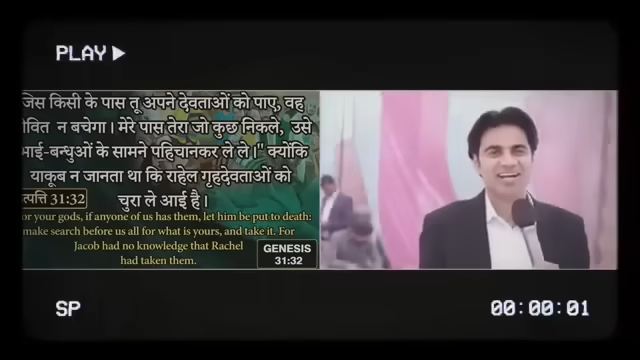 PLAY
जिस किसी के पास तू अपने देवताओं को पाए, वह
न बचेगा। मेरे पास तेरा जो कुछ निकले, उसे
भाई-बन्धुओं के सामने पहिचानकर ले ले।" क्योंकि
याकूब न जानता था कि राहेल गृहदेवताओं को
चुरा ले आई है।
31:32
or your gods, if anyone of us has them, let him be put to death:
make search before us all for what is yours, and take it. For
Jacob had no knowledge that Rachel
had taken them.
GENESIS
31:32
SP
00:00:01